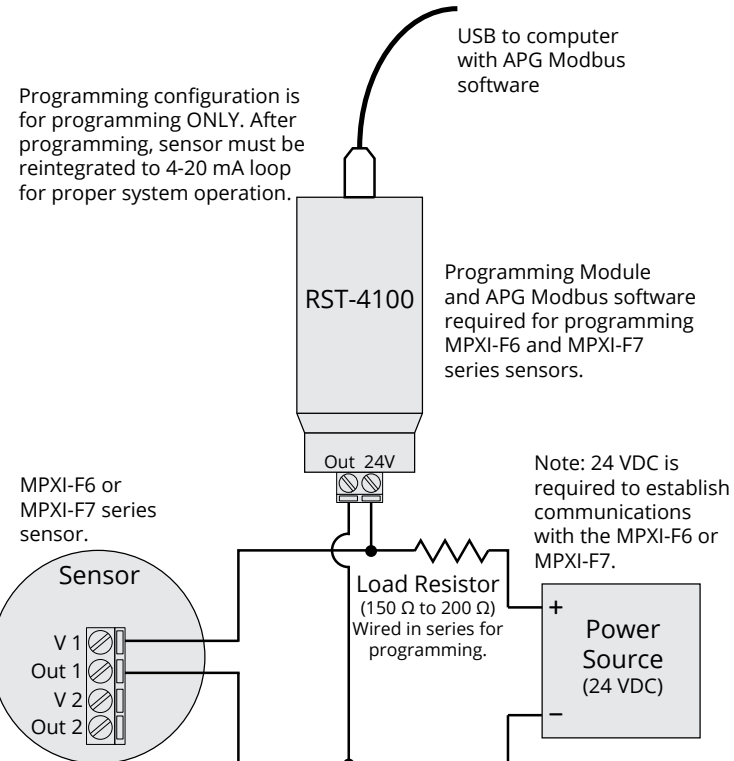 USB to computer
with APG Modbus
software
Programming configuration is
for programming ONLY. After
programming, sensor must be
reintegrated to 4-20 mA loop
for proper system operation.
RST-4100
Programming Module
and APG Modbus software
required for programming
MPXI-F6 and MPXI-F7
series sensors.
Out 24V
Note: 24 VDC is
required to establish
communications
with the MPXI-F6 or
MPXI-F7.
MPXI-F6 or
MPXI-F7 series
sensor.
Sensor
V 1
Out 1
V 2
Out 2
Load Resistor
(150 Ω to 200 Ω)
Wired in series for
programming.
+
Power
Source
(24 VDC)
−